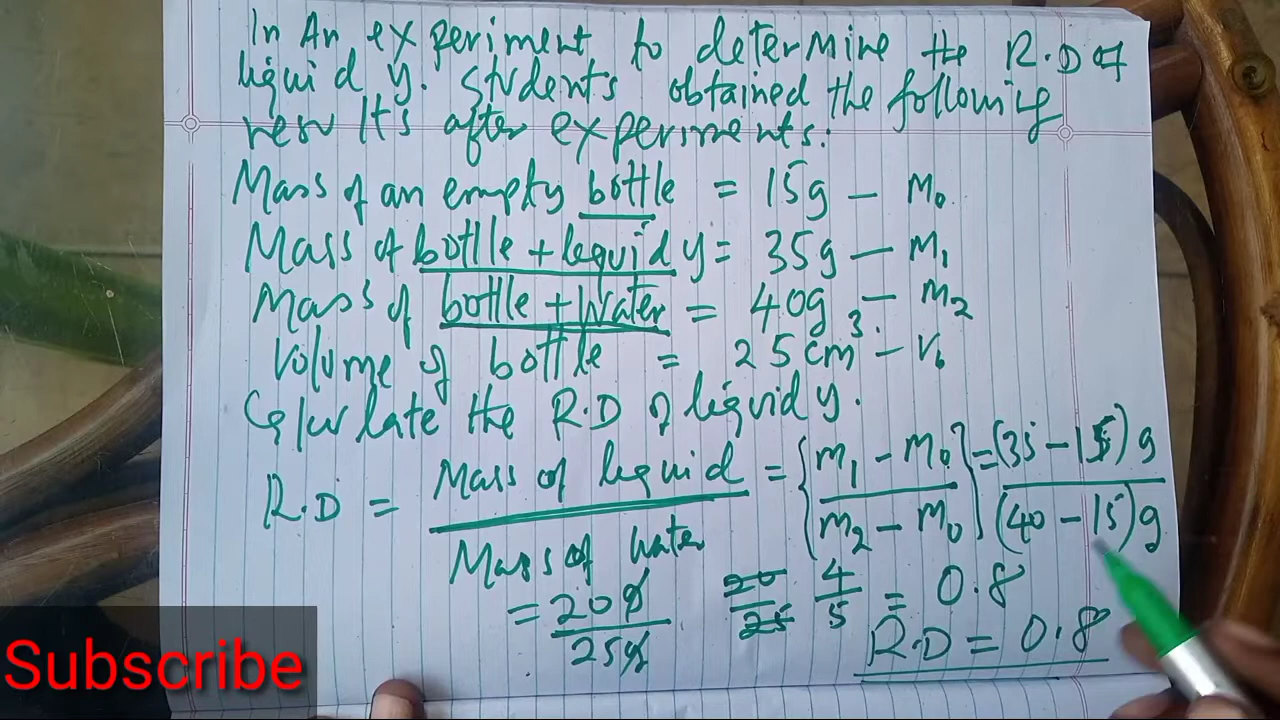 In An experiment to determine the R.D of
liquid y. Students obtained the following
results after experiments.
Mass of an empty bottle = 15g — M₀
Mass of bottle + liquid y = 35g — M₁
Mass of bottle + Water = 40g — M₂
Volume of bottle = 25cm³ — V₀
Calculate the R.D of liquid y.
R.D = Mass of liquid / Mass of water = {m₁ – M₀ / m₂ – M₀} = (35 – 15)g / (40 – 15)g
= 20g / 25g 20/25 4/5 = 0.8
R.D = 0.8
Subscribe